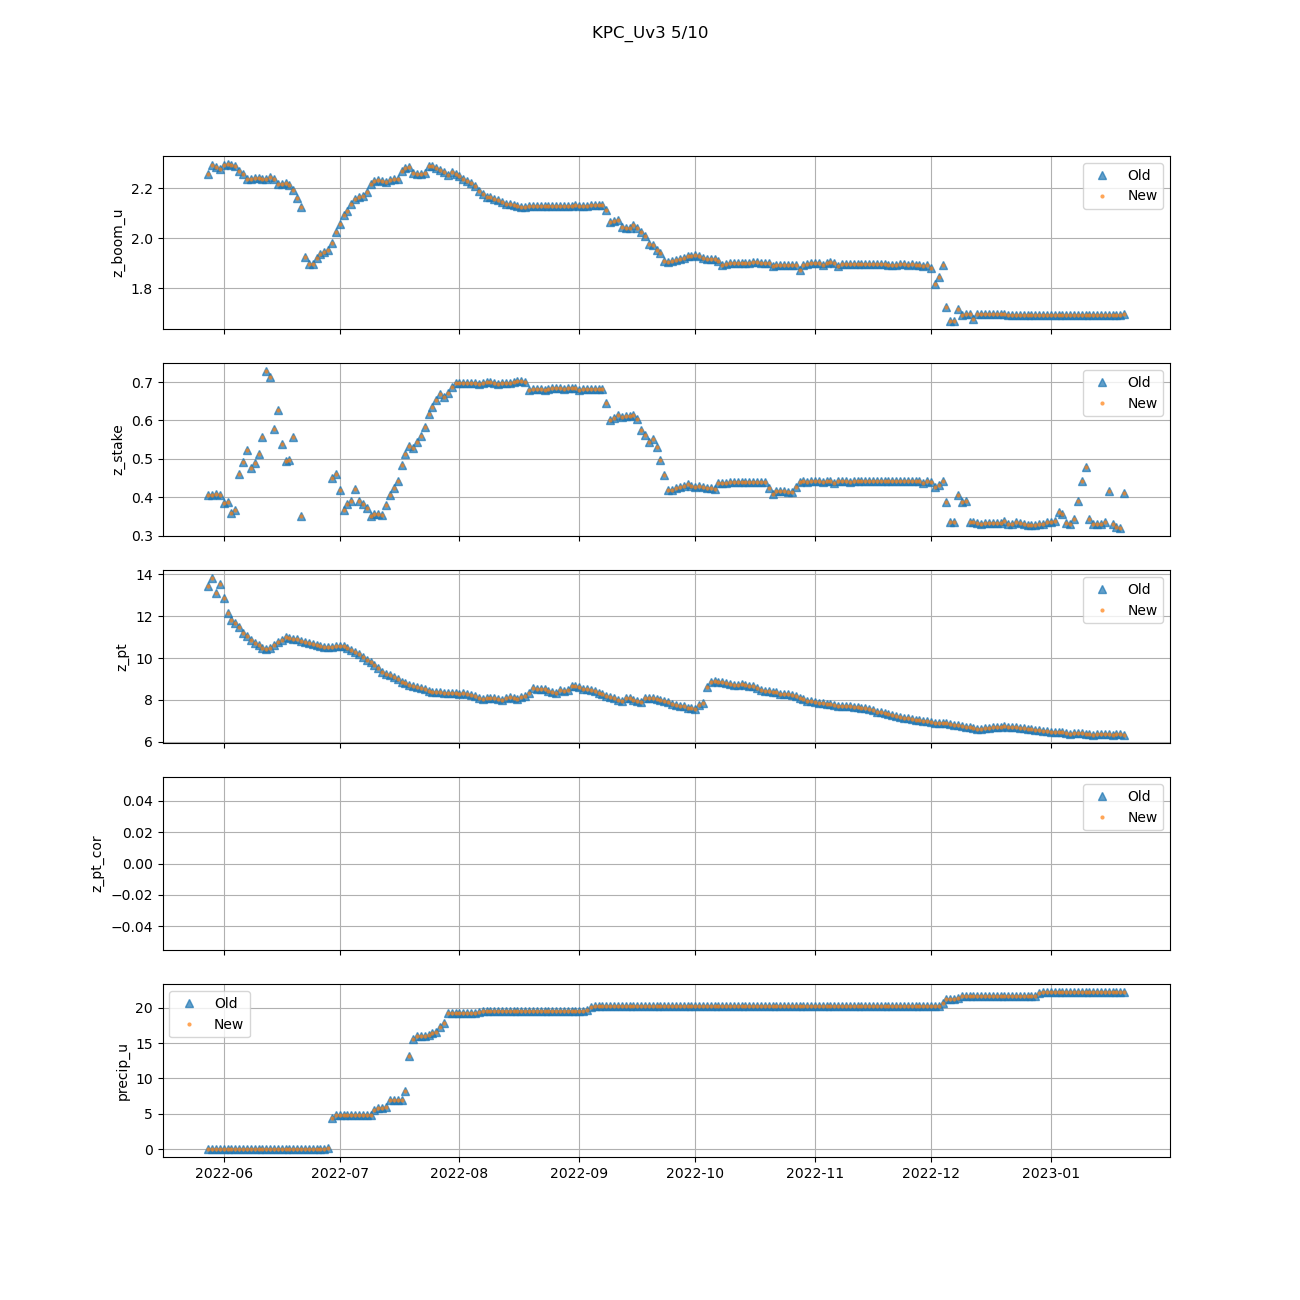 KPC_Uv3 5/10
z_boom_u
2.2
2.0
1.8
Old
New
z_stake
0.7
0.6
0.5
0.4
0.3
Old
New
z_pt
14
12
10
8
6
Old
New
z_pt_cor
0.04
0.02
0.00
−0.02
−0.04
Old
New
precip_u
20
15
10
5
0
Old
New
2022-06 2022-07 2022-08 2022-09 2022-10 2022-11 2022-12 2023-01